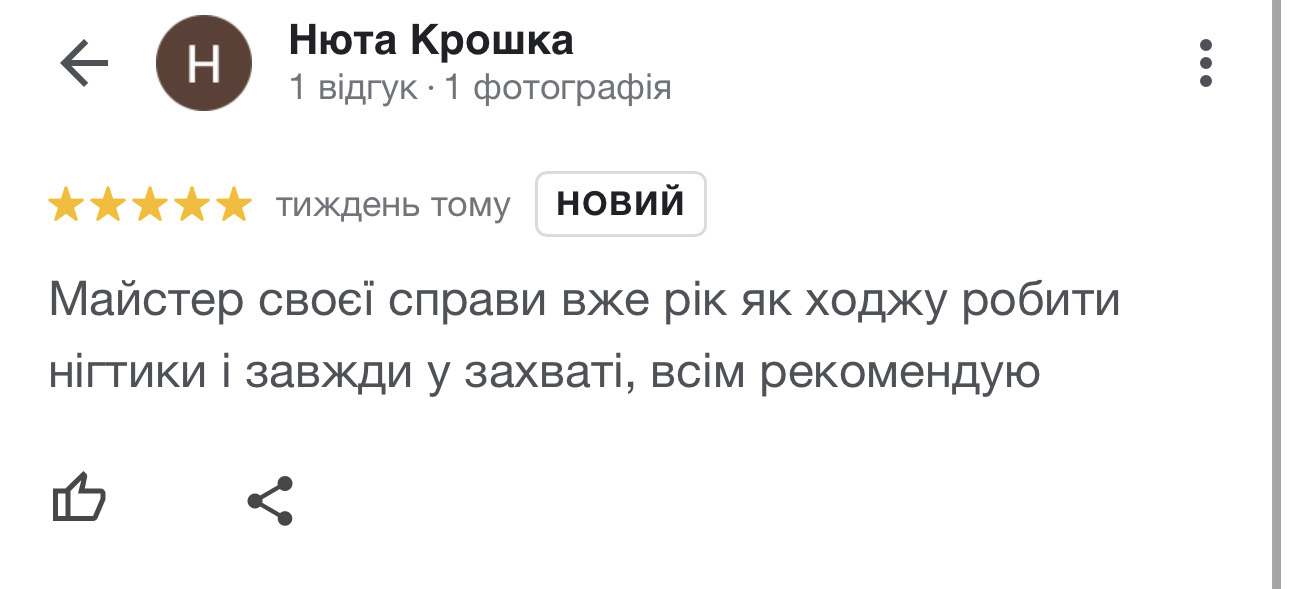 Н
Нюта Крошка
1 відгук · 1 фотографія
тиждень тому
НОВИЙ
Майстер своєї справи вже рік як ходжу робити
нігтики і завжди у захваті, всім рекомендую